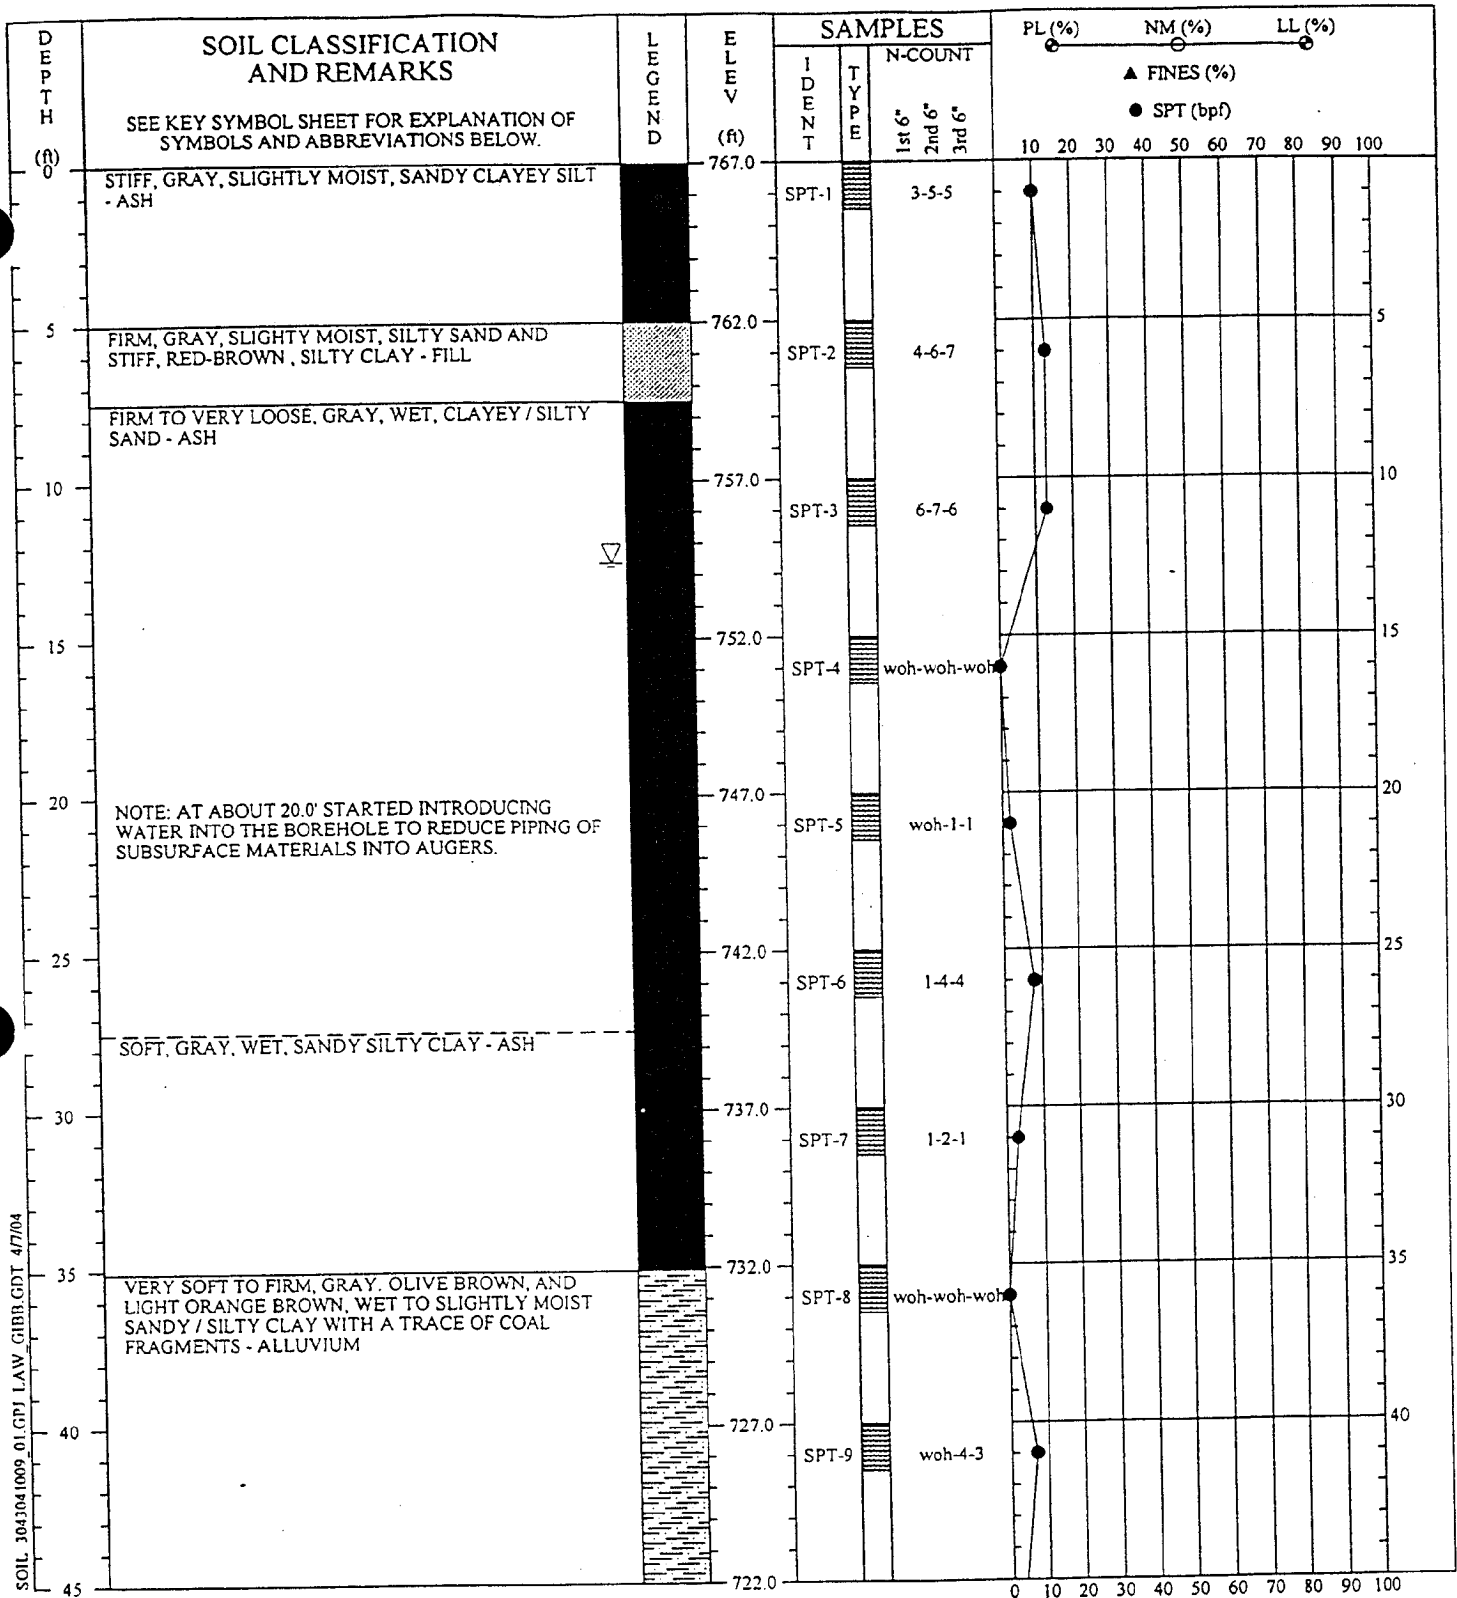 DEPTH (ft)
SOIL CLASSIFICATION
AND REMARKS
SEE KEY SYMBOL SHEET FOR EXPLANATION OF
SYMBOLS AND ABBREVIATIONS BELOW.
LEGEND
ELEV (ft)
SAMPLES
IDENT
TYPE
N-COUNT
1st 6"
2nd 6"
3rd 6"
PL (%) NM (%) LL (%)
▲ FINES (%)
● SPT (bpf)
10 20 30 40 50 60 70 80 90 100
0
767.0
STIFF, GRAY, SLIGHTLY MOIST, SANDY CLAYEY SILT
- ASH
SPT-1 3-5-5
5
762.0
5
FIRM, GRAY, SLIGHTY MOIST, SILTY SAND AND
STIFF, RED-BROWN , SILTY CLAY - FILL
SPT-2 4-6-7
FIRM TO VERY LOOSE, GRAY, WET, CLAYEY / SILTY
SAND - ASH
10
757.0
10
SPT-3 6-7-6
15
752.0
15
SPT-4 woh-woh-woh
20
747.0
20
NOTE: AT ABOUT 20.0' STARTED INTRODUCING
WATER INTO THE BOREHOLE TO REDUCE PIPING OF
SUBSURFACE MATERIALS INTO AUGERS.
SPT-5 woh-1-1
25
742.0
25
SPT-6 1-4-4
SOFT, GRAY, WET, SANDY SILTY CLAY - ASH
30
737.0
30
SPT-7 1-2-1
35
732.0
35
VERY SOFT TO FIRM, GRAY, OLIVE BROWN, AND
LIGHT ORANGE BROWN, WET TO SLIGHTLY MOIST
SANDY / SILTY CLAY WITH A TRACE OF COAL
FRAGMENTS - ALLUVIUM
SPT-8 woh-woh-woh
40
727.0
40
SPT-9 woh-4-3
45
722.0
0 10 20 30 40 50 60 70 80 90 100
SOIL 3043041009_01.GPJ LAW_GIBB.GDT 4/7/04